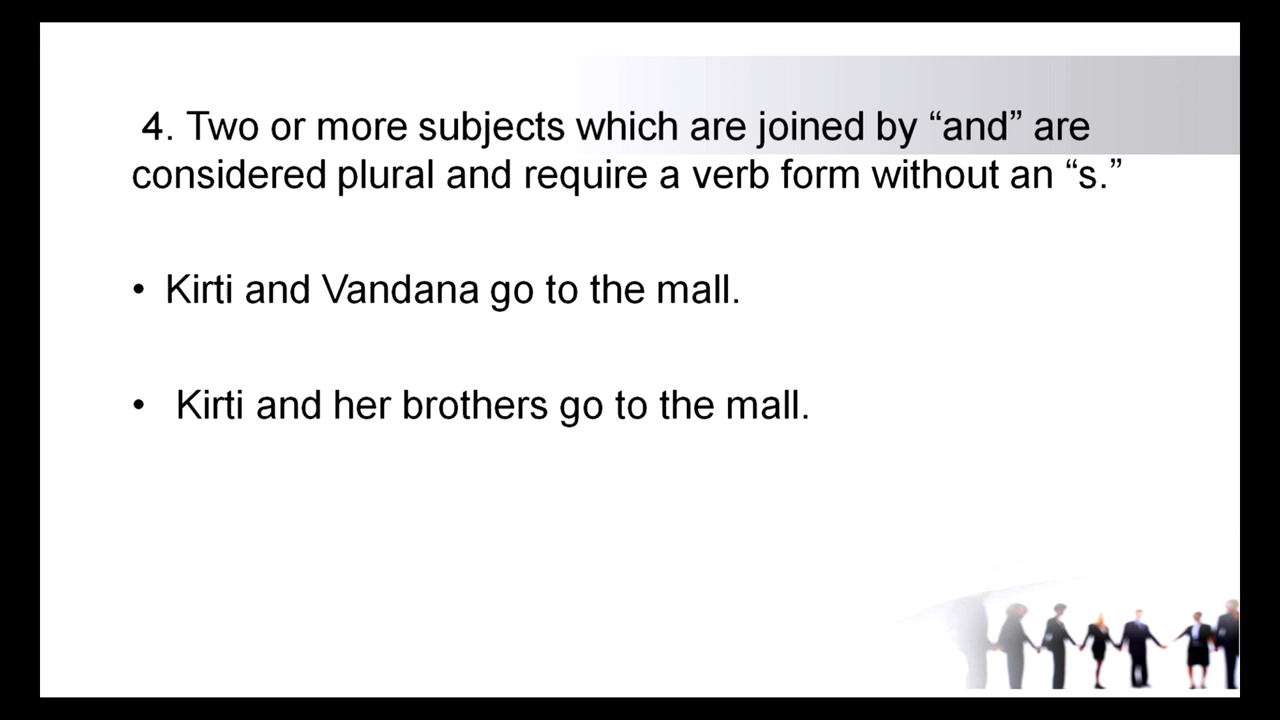 4. Two or more subjects which are joined by “and” are
considered plural and require a verb form without an “s.”
• Kirti and Vandana go to the mall.
• Kirti and her brothers go to the mall.